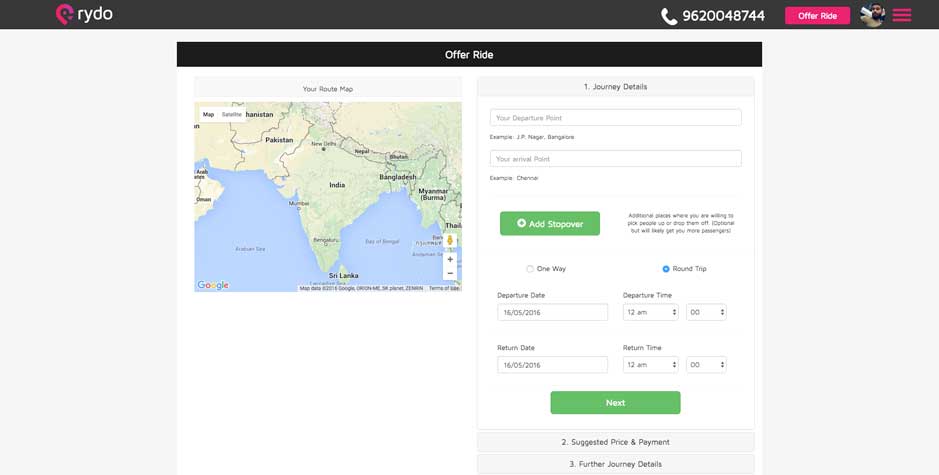 rydo
9620048744
Offer Ride
Offer Ride
Your Route Map
Map
Satellite
hanistan
Pakistan
New Delhi
Nepal
Bhutan
Bangladesh
India
Myanmar
(Burma)
Oman
Mumbai
Arabian Sea
Bay of Bengal
Bengaluru
Andaman Sea
Sri Lanka
Laccadive Sea
Google
Map data ©2016 Google, ORION-ME, SK planet, ZENRIN
Terms of Use
1. Journey Details
Your Departure Point
Example: J.P. Nagar, Bangalore
Your arrival Point
Example: Chennai
Add Stopover
Additional places where you are willing to
pick people up or drop them off. (Optional
but will likely get you more passengers)
One Way
Round Trip
Departure Date
Departure Time
16/05/2016
12 am
00
Return Date
Return Time
16/05/2016
12 am
00
Next
2. Suggested Price & Payment
3. Further Journey Details